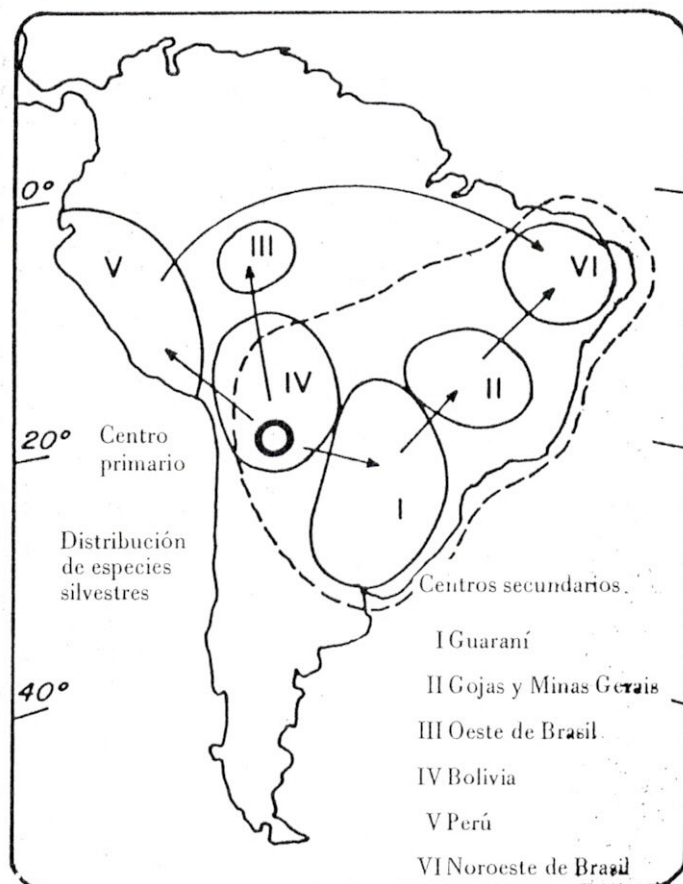 0°
V
III
VI
IV
II
20°
Centro
primario
I
Distribución
de especies
silvestres
Centros secundarios
I Guaraní
II Gojas y Minas Gerais
40°
III Oeste de Brasil
IV Bolivia
V Perú
VI Noroeste de Brasil